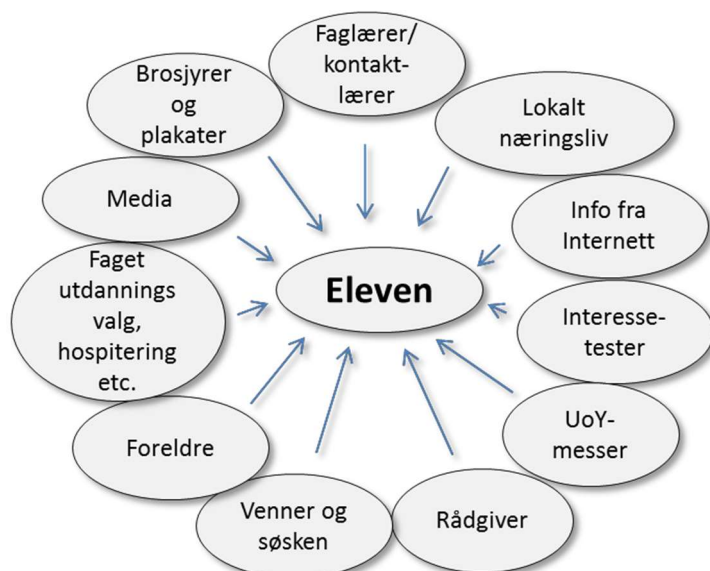 Faglærer/
kontakt-
lærer
Lokalt
næringsliv
Info fra
Internett
Interesse-
tester
UoY-
messer
Rådgiver
Venner og
søsken
Foreldre
Faget
utdannings
valg,
hospitering
etc.
Media
Brosjyrer
og
plakater
Eleven